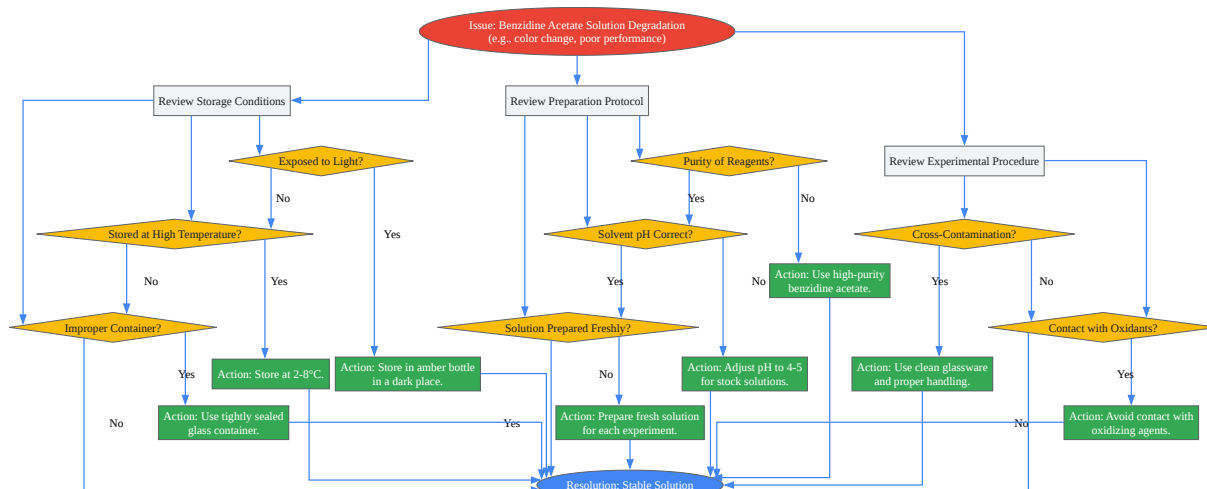 Issue: Benzidine Acetate Solution Degradation
(e.g., color change, poor performance)
Review Storage Conditions
Review Preparation Protocol
Exposed to Light?
Purity of Reagents?
Review Experimental Procedure
No
Yes
No
Stored at High Temperature?
Yes
Solvent pH Correct?
Cross-Contamination?
No
Yes
Yes
No
Action: Use high-purity
benzidine acetate.
Yes
No
Improper Container?
Solution Prepared Freshly?
Contact with Oxidants?
Action: Store at 2-8°C.
Action: Store in amber bottle
in a dark place.
Action: Adjust pH to 4-5
for stock solutions.
Action: Use clean glassware
and proper handling.
Yes
No
Yes
Action: Use tightly sealed
glass container.
Action: Prepare fresh solution
for each experiment.
Action: Avoid contact with
oxidizing agents.
No
Yes
No
Resolution: Stable Solution